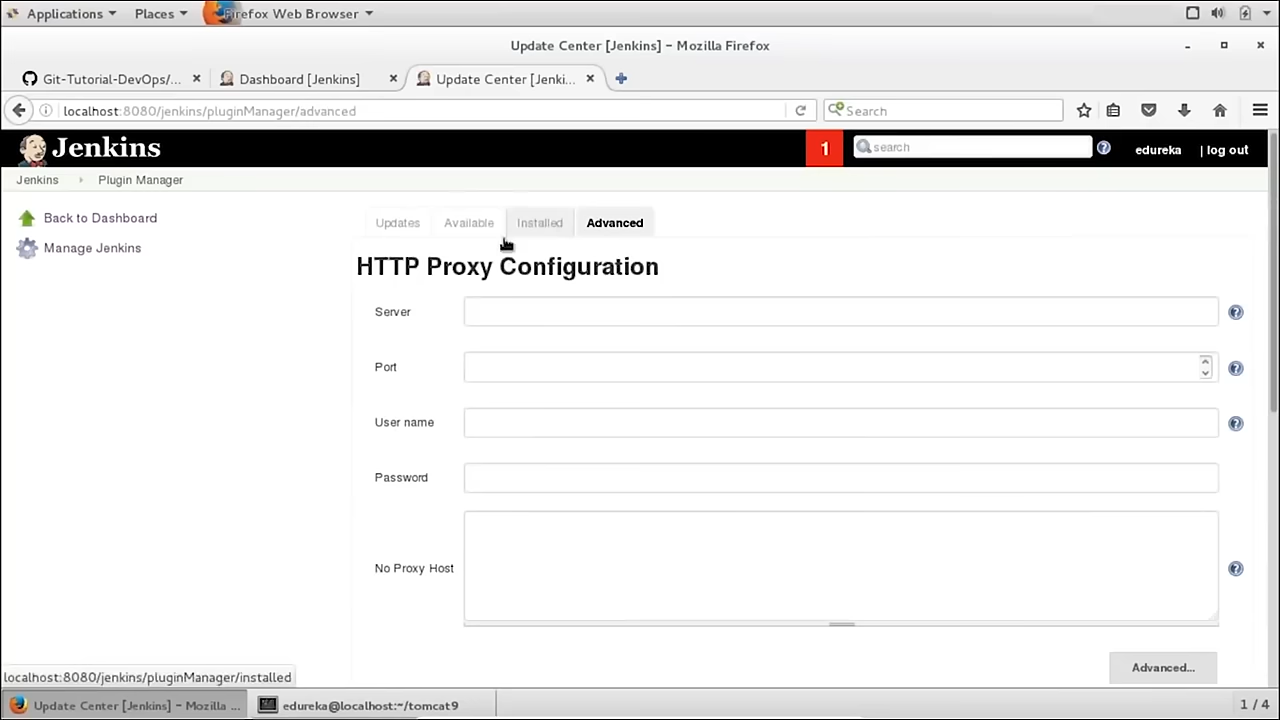 Applications Places Firefox Web Browser
Update Center [Jenkins] – Mozilla Firefox
Git-Tutorial-DevOps/... Dashboard [Jenkins] Update Center [Jenki...
localhost:8080/jenkins/pluginManager/advanced Search
Jenkins 1 search edureka | log out
Jenkins Plugin Manager
Back to Dashboard
Manage Jenkins
Updates Available Installed Advanced
HTTP Proxy Configuration
Server
Port
User name
Password
No Proxy Host
Advanced...
localhost:8080/jenkins/pluginManager/installed
Update Center [Jenkins] – Mozilla ... edureka@localhost:~/tomcat9 1 / 4